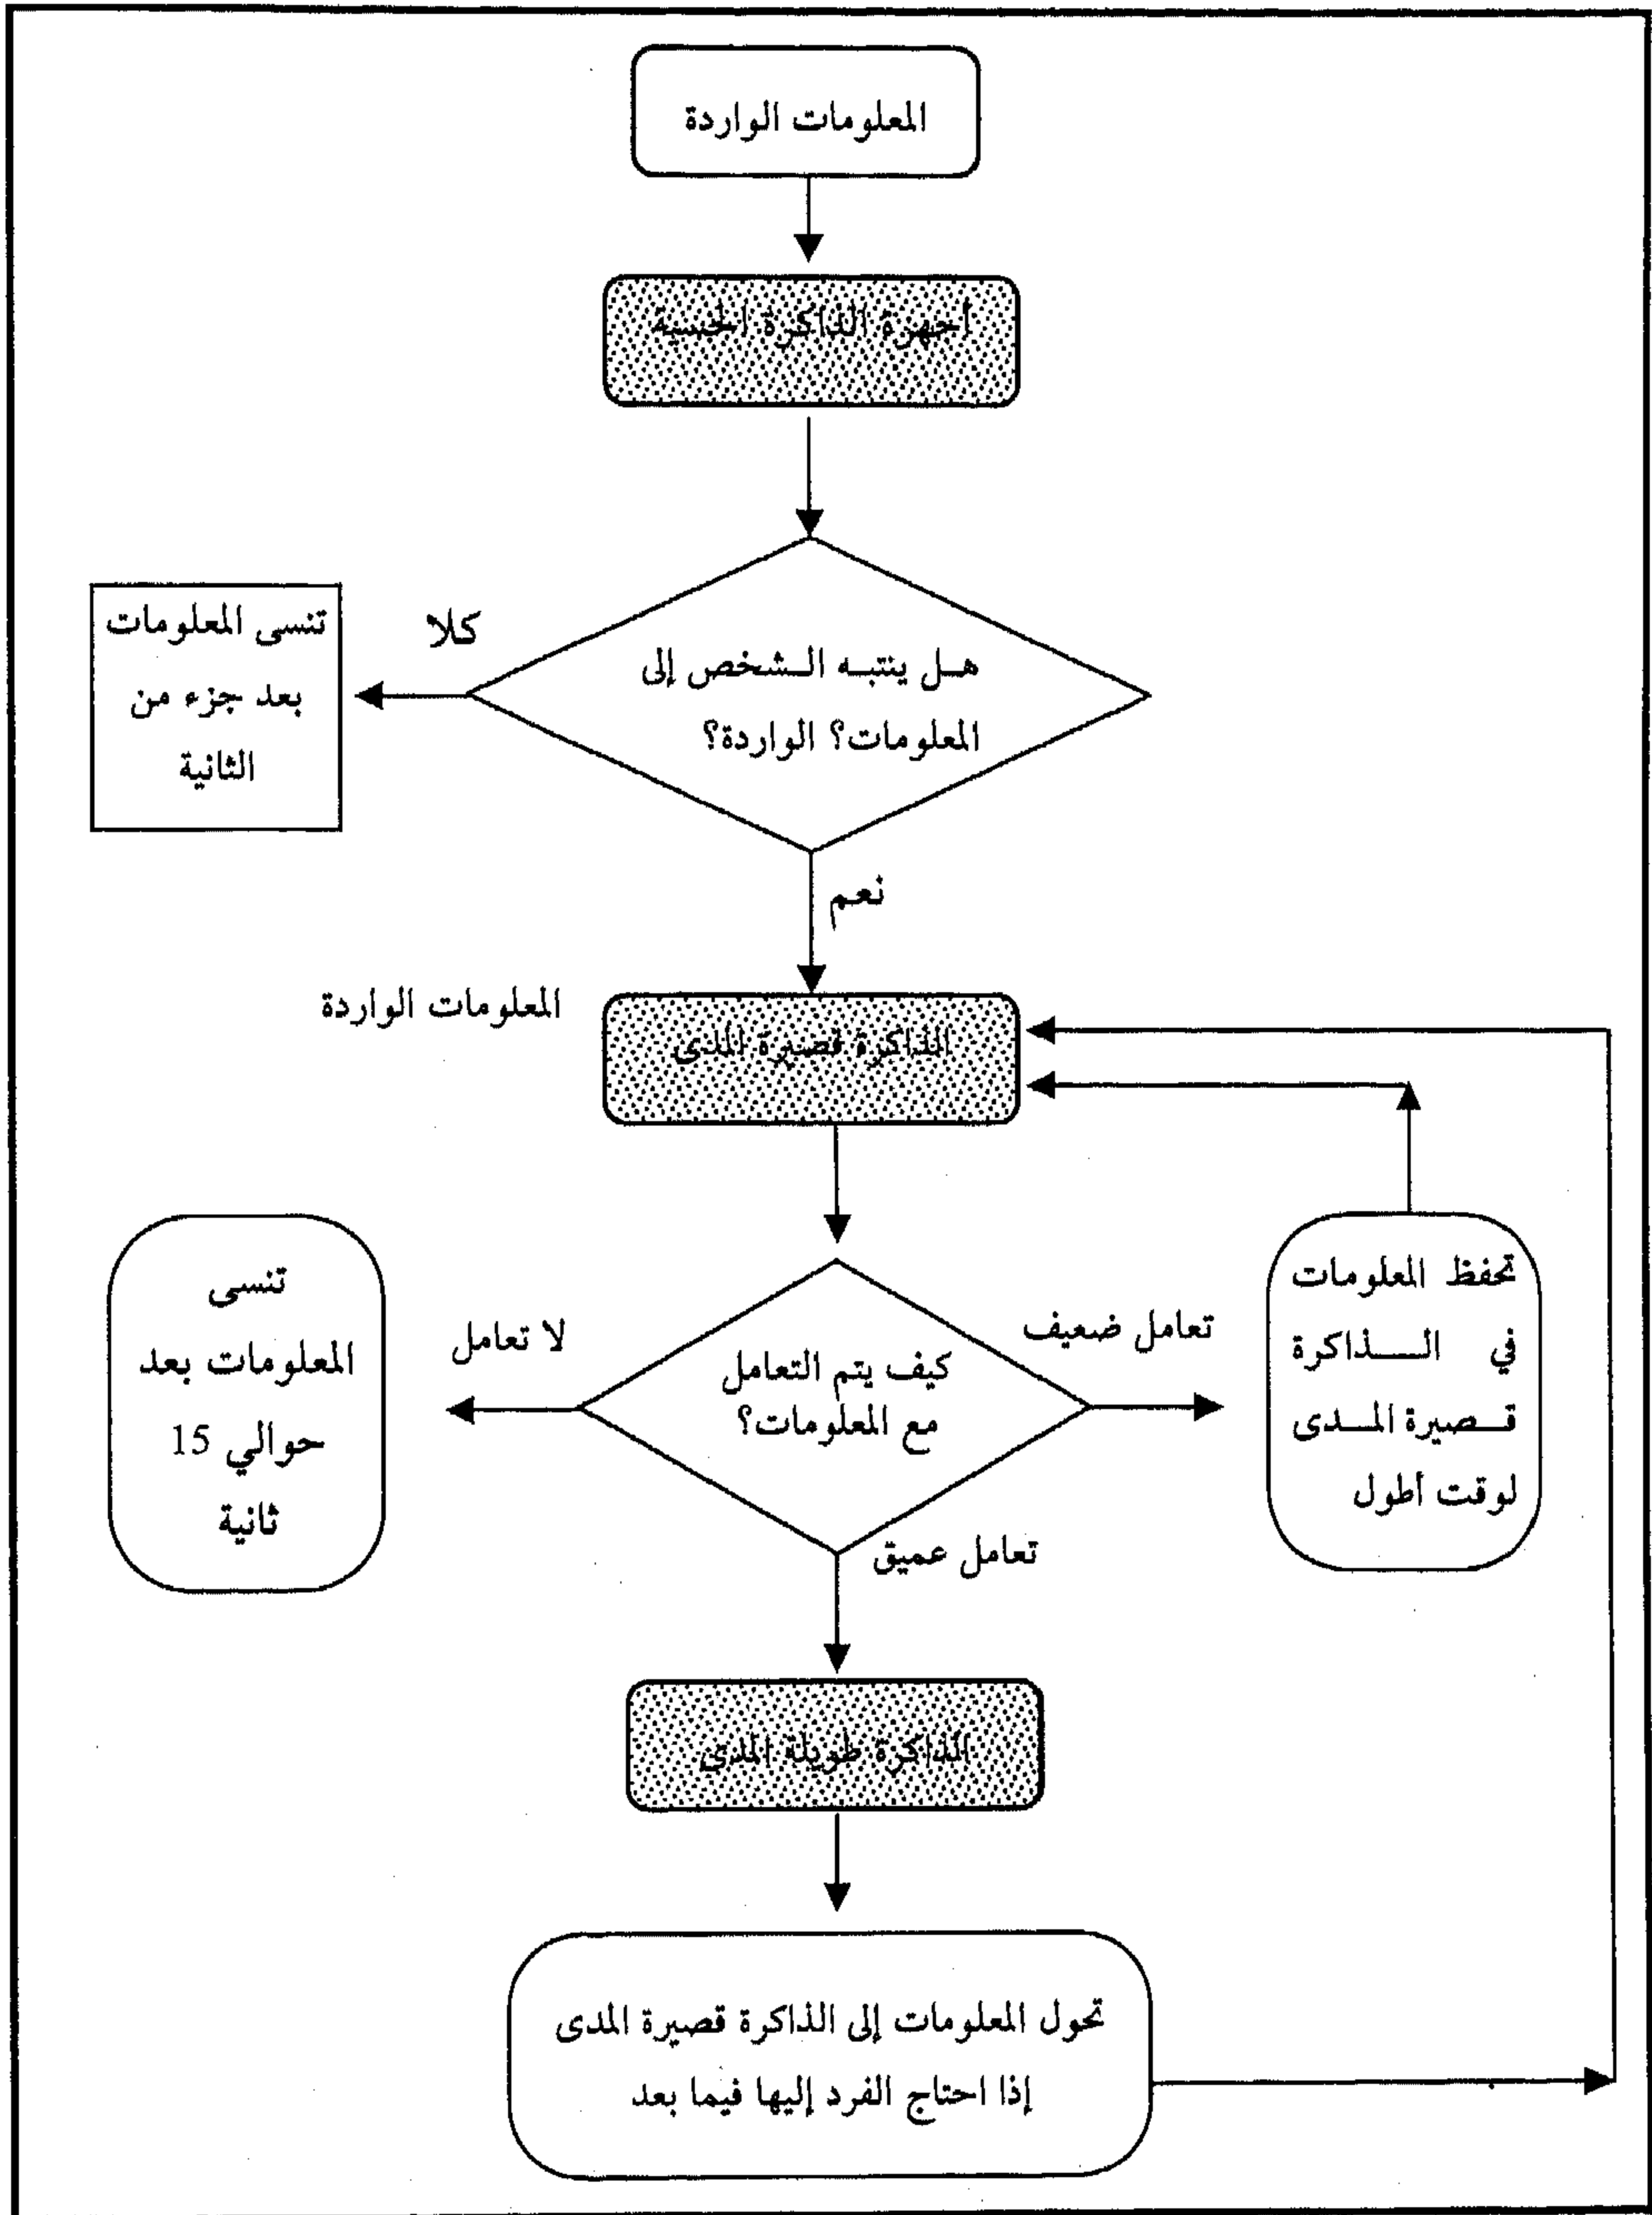 المعلومات الواردة
أجهزة الذاكرة الحسية
هل ينتبه الشخص إلى
المعلومات؟ الواردة؟
كلا
تنسى المعلومات
بعد جزء من
الثانية
نعم
المعلومات الواردة
الذاكرة قصيرة المدى
كيف يتم التعامل
مع المعلومات؟
تعامل ضعيف
تحفظ المعلومات
في الذاكرة
قصيرة المدى
لوقت أطول
لا تعامل
تنسى
المعلومات بعد
حوالي 15
ثانية
تعامل عميق
الذاكرة طويلة المدى
تحول المعلومات إلى الذاكرة قصيرة المدى
إذا احتاج الفرد إليها فيما بعد